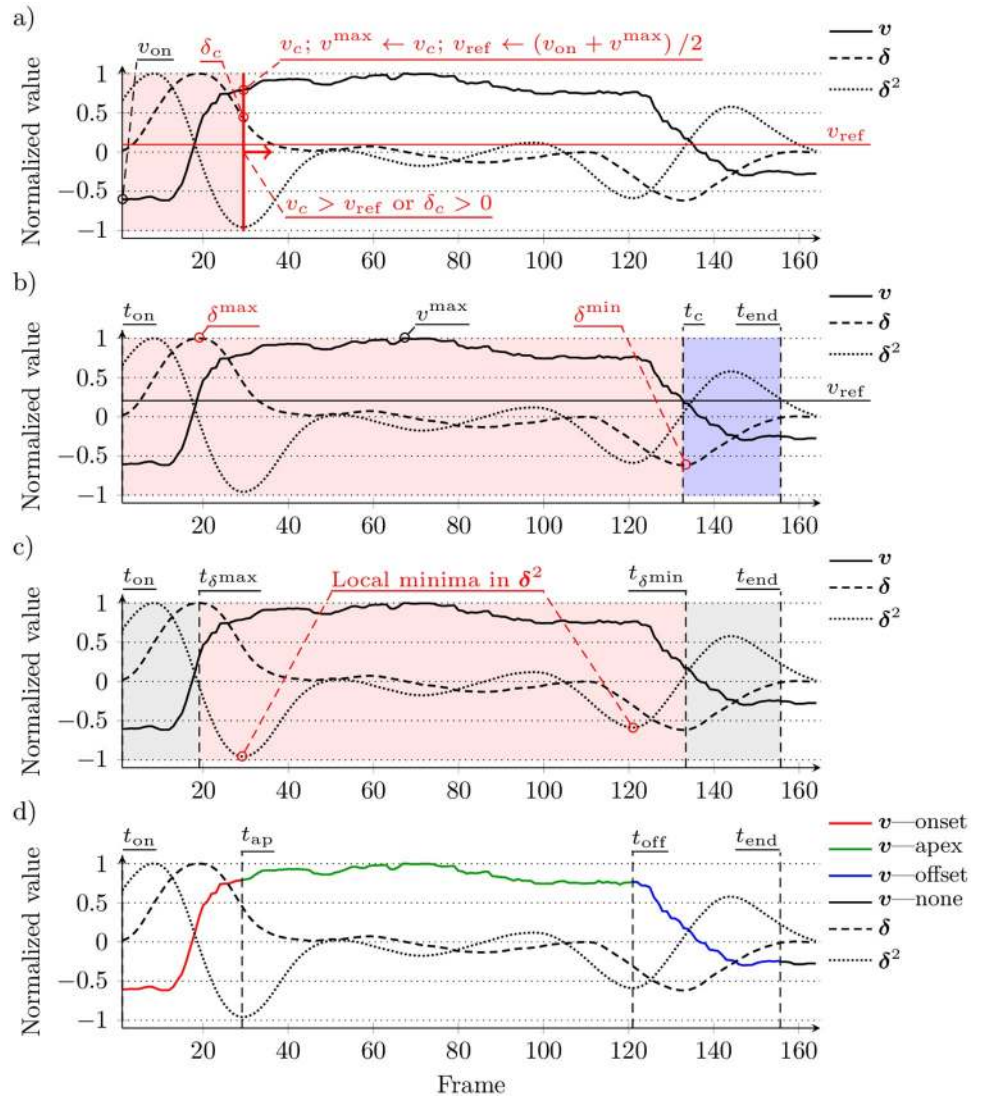 a)
v_on
δ_c
v_c; v^max ← v_c; v_ref ← (v_on + v^max) /2
v
δ
δ²
v_ref
v_c > v_ref or δ_c > 0
Normalized value
1
0.5
0
−0.5
−1
20 40 60 80 100 120 140 160
b)
t_on
δ^max
v^max
δ^min
t_c
t_end
v
δ
δ²
v_ref
Normalized value
1
0.5
0
−0.5
−1
20 40 60 80 100 120 140 160
c)
t_on
t_δ^max
Local minima in δ²
t_δ^min
t_end
v
δ
δ²
Normalized value
1
0.5
0
−0.5
−1
20 40 60 80 100 120 140 160
d)
t_on
t_ap
t_off
t_end
v—onset
v—apex
v—offset
v—none
δ
δ²
Normalized value
1
0.5
0
−0.5
−1
20 40 60 80 100 120 140 160
Frame